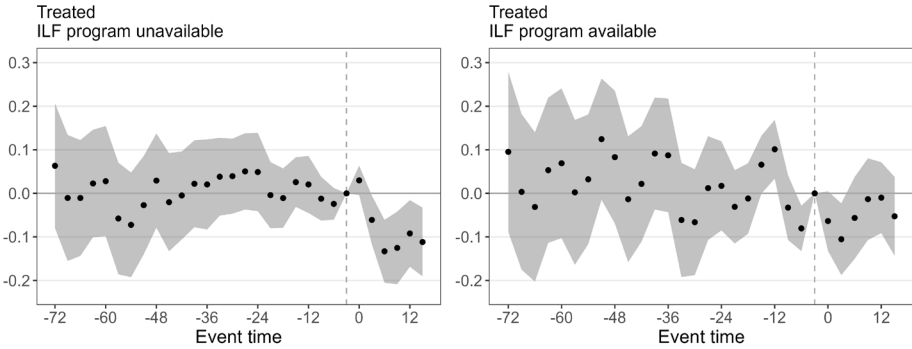 Treated
ILF program unavailable
0.3
0.2
0.1
0.0
-0.1
-0.2
-72 -60 -48 -36 -24 -12 0 12
Event time
Treated
ILF program available
0.3
0.2
0.1
0.0
-0.1
-0.2
-72 -60 -48 -36 -24 -12 0 12
Event time